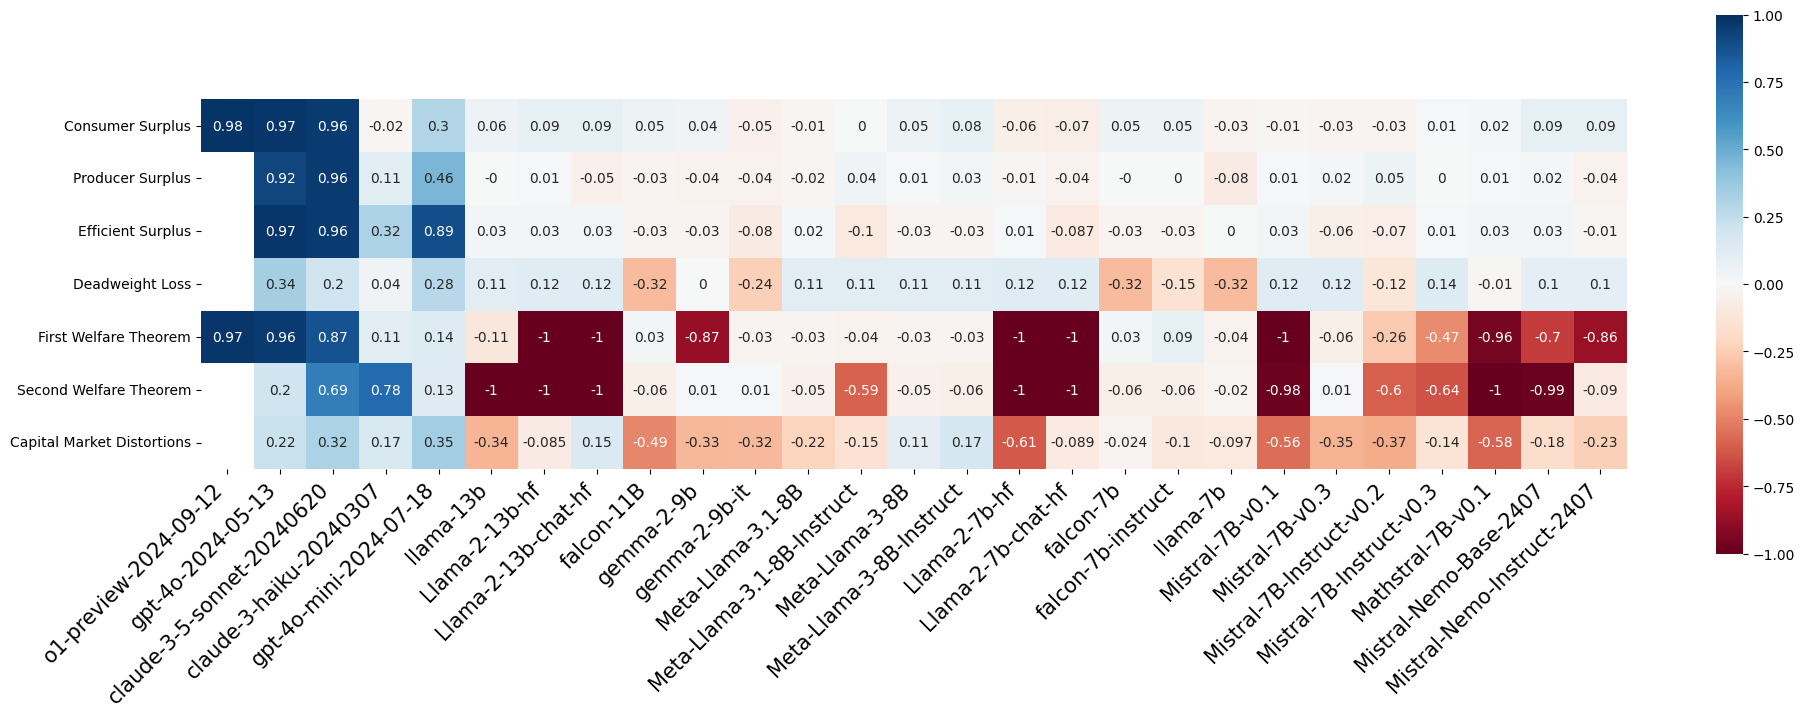 1.00
Consumer Surplus 0.98 0.97 0.96 -0.02 0.3 0.06 0.09 0.09 0.05 0.04 -0.05 -0.01 0 0.05 0.08 -0.06 -0.07 0.05 0.05 -0.03 -0.01 -0.03 -0.03 0.01 0.02 0.09 0.09
0.75
Producer Surplus 0.92 0.96 0.11 0.46 -0 0.01 -0.05 -0.03 -0.04 -0.04 -0.02 0.04 0.01 0.03 -0.01 -0.04 -0 0 -0.08 0.01 0.02 0.05 0 0.01 0.02 -0.04
0.50
Efficient Surplus 0.97 0.96 0.32 0.89 0.03 0.03 0.03 -0.03 -0.03 -0.08 0.02 -0.1 -0.03 -0.03 0.01 -0.087 -0.03 -0.03 0 0.03 -0.06 -0.07 0.01 0.03 0.03 -0.01
0.25
Deadweight Loss 0.34 0.2 0.04 0.28 0.11 0.12 0.12 -0.32 0 -0.24 0.11 0.11 0.11 0.11 0.12 0.12 -0.32 -0.15 -0.32 0.12 0.12 -0.12 0.14 -0.01 0.1 0.1
0.00
First Welfare Theorem 0.97 0.96 0.87 0.11 0.14 -0.11 -1 -1 0.03 -0.87 -0.03 -0.03 -0.04 -0.03 -0.03 -1 -1 0.03 0.09 -0.04 -1 -0.06 -0.26 -0.47 -0.96 -0.7 -0.86
−0.25
Second Welfare Theorem 0.2 0.69 0.78 0.13 -1 -1 -1 -0.06 0.01 0.01 -0.05 -0.59 -0.05 -0.06 -1 -1 -0.06 -0.06 -0.02 -0.98 0.01 -0.6 -0.64 -1 -0.99 -0.09
−0.50
Capital Market Distortions 0.22 0.32 0.17 0.35 -0.34 -0.085 0.15 -0.49 -0.33 -0.32 -0.22 -0.15 0.11 0.17 -0.61 -0.089 -0.024 -0.1 -0.097 -0.56 -0.35 -0.37 -0.14 -0.58 -0.18 -0.23
−0.75
−1.00
o1-preview-2024-09-12
gpt-4o-2024-05-13
claude-3-5-sonnet-20240620
claude-3-haiku-20240307
gpt-4o-mini-2024-07-18
llama-13b
Llama-2-13b-hf
Llama-2-13b-chat-hf
falcon-11B
gemma-2-9b
gemma-2-9b-it
Meta-Llama-3.1-8B
Meta-Llama-3.1-8B-Instruct
Meta-Llama-3-8B
Meta-Llama-3-8B-Instruct
Llama-2-7b-hf
Llama-2-7b-chat-hf
falcon-7b
falcon-7b-instruct
llama-7b
Mistral-7B-v0.1
Mistral-7B-v0.3
Mistral-7B-Instruct-v0.2
Mistral-7B-Instruct-v0.3
Mathstral-7B-v0.1
Mistral-Nemo-Base-2407
Mistral-Nemo-Instruct-2407